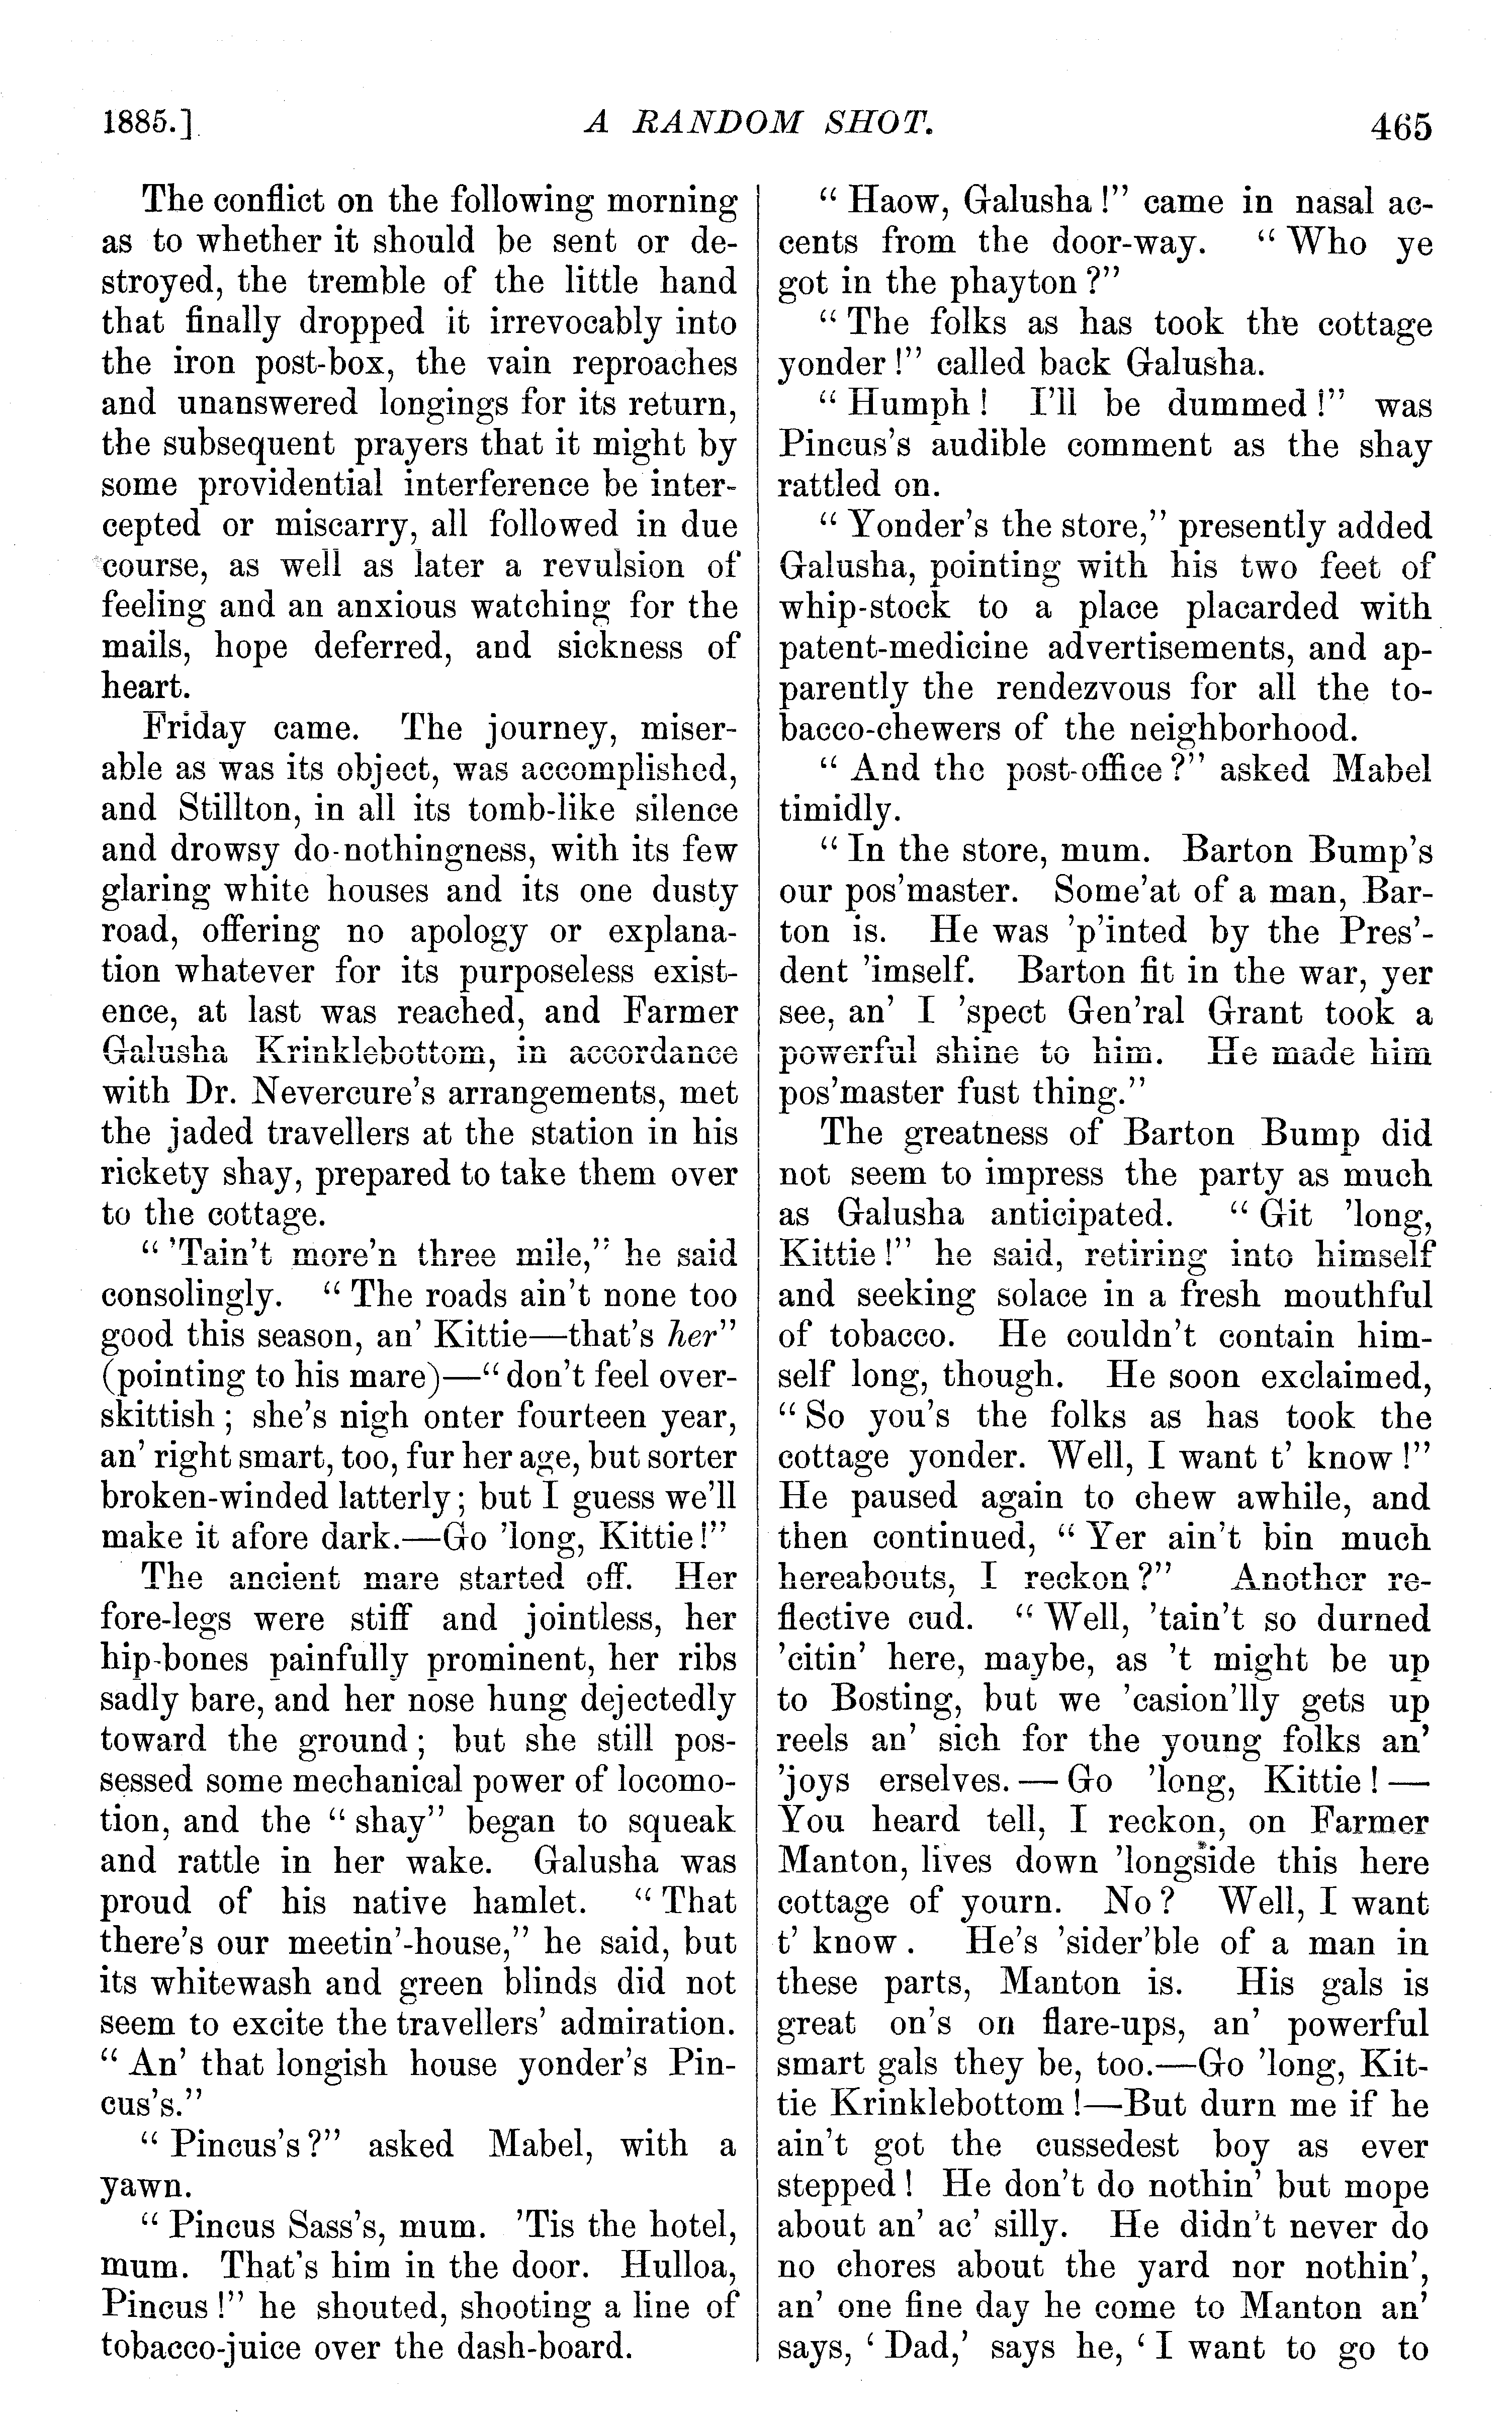 1885.] A RANDOM SHOT. 465
The conflict on the following morning
as to whether it should be sent or de-
stroyed, the tremble of the little hand
that finally dropped it irrevocably into
the iron post-box, the vain reproaches
and unanswered longings for its return,
the subsequent prayers that it might by
some providential interference be inter-
cepted or miscarry, all followed in due
course, as well as later a revulsion of
feeling and an anxious watching for the
mails, hope deferred, and sickness of
heart.
Friday came. The journey, miser-
able as was its object, was accomplished,
and Stillton, in all its tomb-like silence
and drowsy do-nothingness, with its few
glaring white houses and its one dusty
road, offering no apology or explana-
tion whatever for its purposeless exist-
ence, at last was reached, and Farmer
Galusha Krinklebottom, in accordance
with Dr. Nevercure's arrangements, met
the jaded travellers at the station in his
rickety shay, prepared to take them over
to the cottage.
" 'Tain't more'n three mile," he said
consolingly. "The roads ain't none too
good this season, an' Kittie—that's her"
(pointing to his mare)—"don't feel over-
skittish; she's nigh onter fourteen year,
an' right smart, too, fur her age, but sorter
broken-winded latterly; but I guess we'll
make it afore dark.—Go 'long, Kittie!"
The ancient mare started off. Her
fore-legs were stiff and jointless, her
hip-bones painfully prominent, her ribs
sadly bare, and her nose hung dejectedly
toward the ground; but she still pos-
sessed some mechanical power of locomo-
tion, and the "shay" began to squeak
and rattle in her wake. Galusha was
proud of his native hamlet. "That
there's our meetin'-house," he said, but
its whitewash and green blinds did not
seem to excite the travellers' admiration.
"An' that longish house yonder's Pin-
cus's."
"Pincus's?" asked Mabel, with a
yawn.
"Pincus Sass's, mum. 'Tis the hotel,
mum. That's him in the door. Hulloa,
Pincus!" he shouted, shooting a line of
tobacco-juice over the dash-board.
"Haow, Galusha!" came in nasal ac-
cents from the door-way. "Who ye
got in the phayton?"
"The folks as has took the cottage
yonder!" called back Galusha.
"Humph! I'll be dummed!" was
Pincus's audible comment as the shay
rattled on.
"Yonder's the store," presently added
Galusha, pointing with his two feet of
whip-stock to a place placarded with
patent-medicine advertisements, and ap-
parently the rendezvous for all the to-
bacco-chewers of the neighborhood.
"And the post-office?" asked Mabel
timidly.
"In the store, mum. Barton Bump's
our pos'master. Some'at of a man, Bar-
ton is. He was 'p'inted by the Pres'-
dent 'imself. Barton fit in the war, yer
see, an' I 'spect Gen'ral Grant took a
powerful shine to him. He made him
pos'master fust thing."
The greatness of Barton Bump did
not seem to impress the party as much
as Galusha anticipated. "Git 'long,
Kittie!" he said, retiring into himself
and seeking solace in a fresh mouthful
of tobacco. He couldn't contain him-
self long, though. He soon exclaimed,
"So you's the folks as has took the
cottage yonder. Well, I want t' know!"
He paused again to chew awhile, and
then continued, "Yer ain't bin much
hereabouts, I reckon?" Another re-
flective cud. "Well, 'tain't so durned
'citin' here, maybe, as 't might be up
to Bosting, but we 'casion'lly gets up
reels an' sich for the young folks an'
'joys erselves.—Go 'long, Kittie!—
You heard tell, I reckon, on Farmer
Manton, lives down 'longside this here
cottage of yourn. No? Well, I want
t' know. He's 'sider'ble of a man in
these parts, Manton is. His gals is
great on's on flare-ups, an' powerful
smart gals they be, too.—Go 'long, Kit-
tie Krinklebottom!—But durn me if he
ain't got the cussedest boy as ever
stepped! He don't do nothin' but mope
about an' ac' silly. He didn't never do
no chores about the yard nor nothin',
an' one fine day he come to Manton an'
says, 'Dad,' says he, 'I want to go to